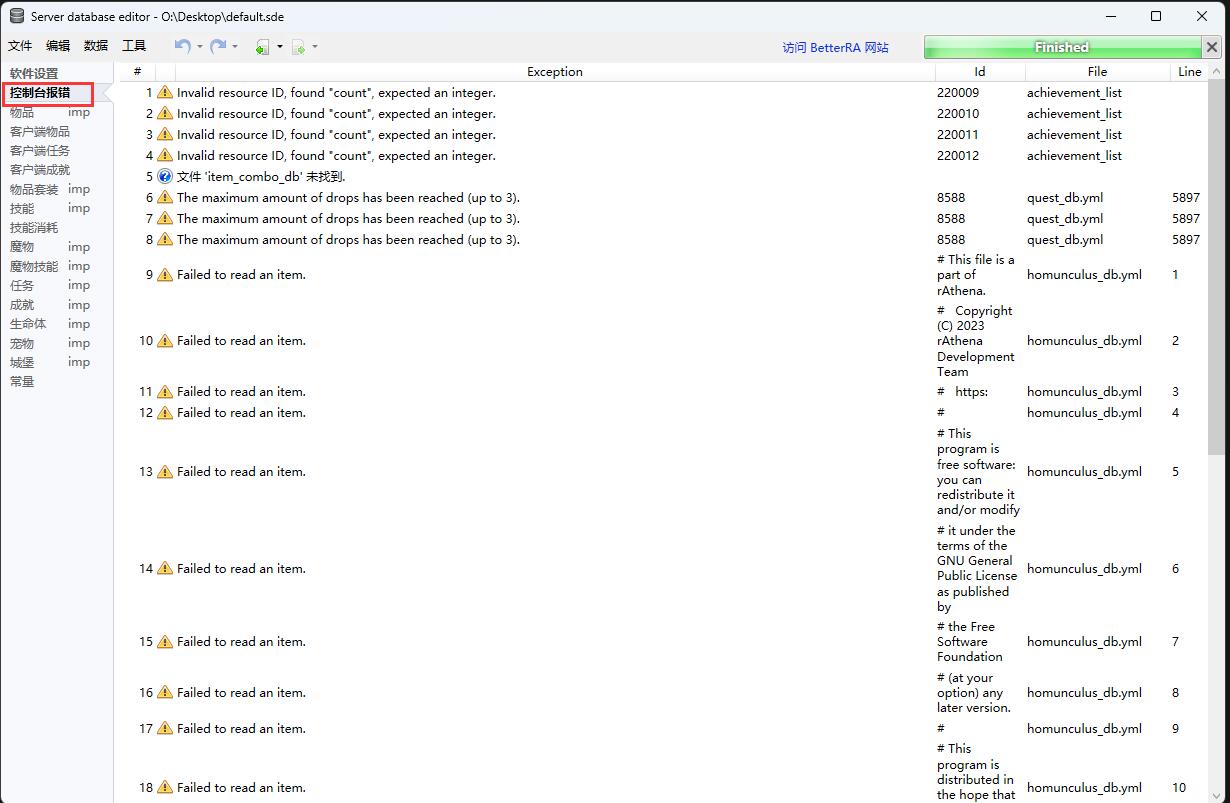 Server database editor - O:\Desktop\default.sde
文件 编辑 数据 工具 访问 BetterRA 网站 Finished
软件设置
控制台报错
物品 imp
客户端物品
客户端任务
客户端成就
物品套装 imp
技能 imp
技能消耗
魔物 imp
魔物技能 imp
任务 imp
成就 imp
生命体 imp
宠物 imp
城堡 imp
常量
# Exception Id File Line
1 Invalid resource ID, found "count", expected an integer. 220009 achievement_list
2 Invalid resource ID, found "count", expected an integer. 220010 achievement_list
3 Invalid resource ID, found "count", expected an integer. 220011 achievement_list
4 Invalid resource ID, found "count", expected an integer. 220012 achievement_list
5 文件 'item_combo_db' 未找到.
6 The maximum amount of drops has been reached (up to 3). 8588 quest_db.yml 5897
7 The maximum amount of drops has been reached (up to 3). 8588 quest_db.yml 5897
8 The maximum amount of drops has been reached (up to 3). 8588 quest_db.yml 5897
# This file is a
9 Failed to read an item. part of homunculus_db.yml 1
rAthena.
# Copyright
(C) 2023
10 Failed to read an item. rAthena homunculus_db.yml 2
Development
Team
11 Failed to read an item. # https: homunculus_db.yml 3
12 Failed to read an item. # homunculus_db.yml 4
# This
program is
13 Failed to read an item. free software: homunculus_db.yml 5
you can
redistribute it
and/or modify
# it under the
terms of the
GNU General
14 Failed to read an item. Public License homunculus_db.yml 6
as published
by
# the Free
15 Failed to read an item. Software homunculus_db.yml 7
Foundation
# (at your
16 Failed to read an item. option) any homunculus_db.yml 8
later version.
17 Failed to read an item. # homunculus_db.yml 9
# This
program is
18 Failed to read an item. distributed in homunculus_db.yml 10
the hope that